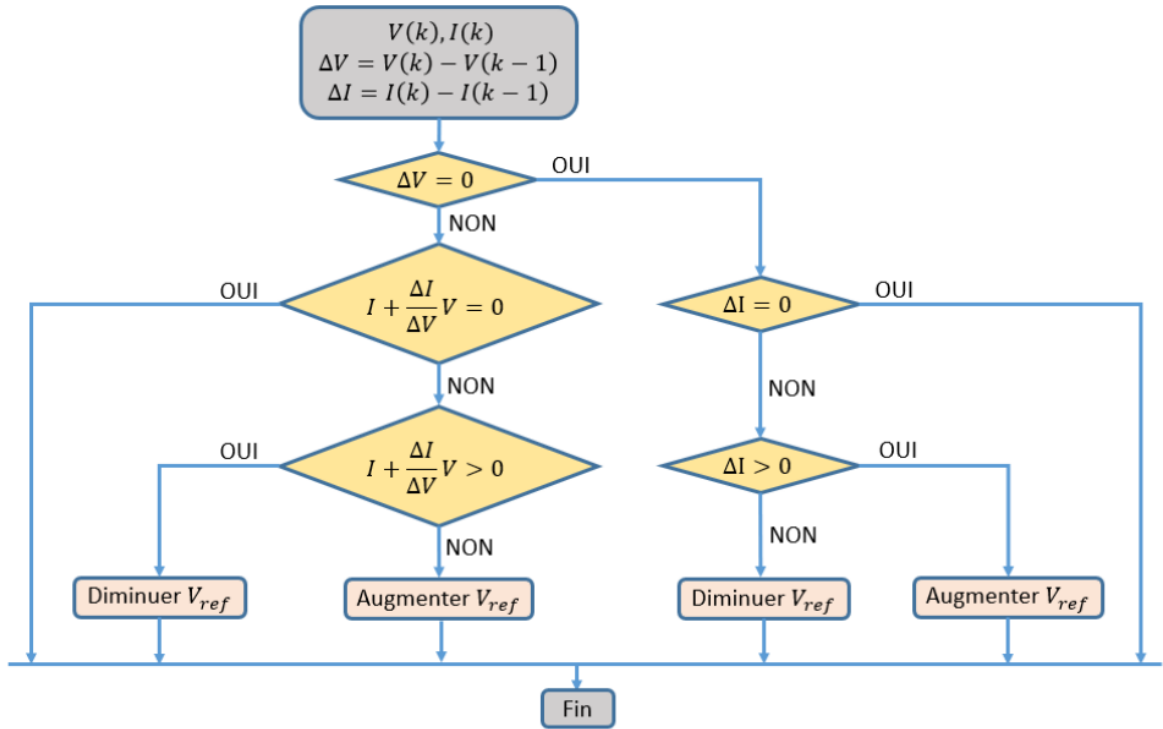 V(k), I(k)
ΔV = V(k) − V(k − 1)
ΔI = I(k) − I(k − 1)
ΔV = 0
OUI
NON
OUI
I + ΔI/ΔV V = 0
ΔI = 0
OUI
NON
NON
OUI
I + ΔI/ΔV V > 0
ΔI > 0
OUI
NON
NON
Diminuer V_ref
Augmenter V_ref
Diminuer V_ref
Augmenter V_ref
Fin